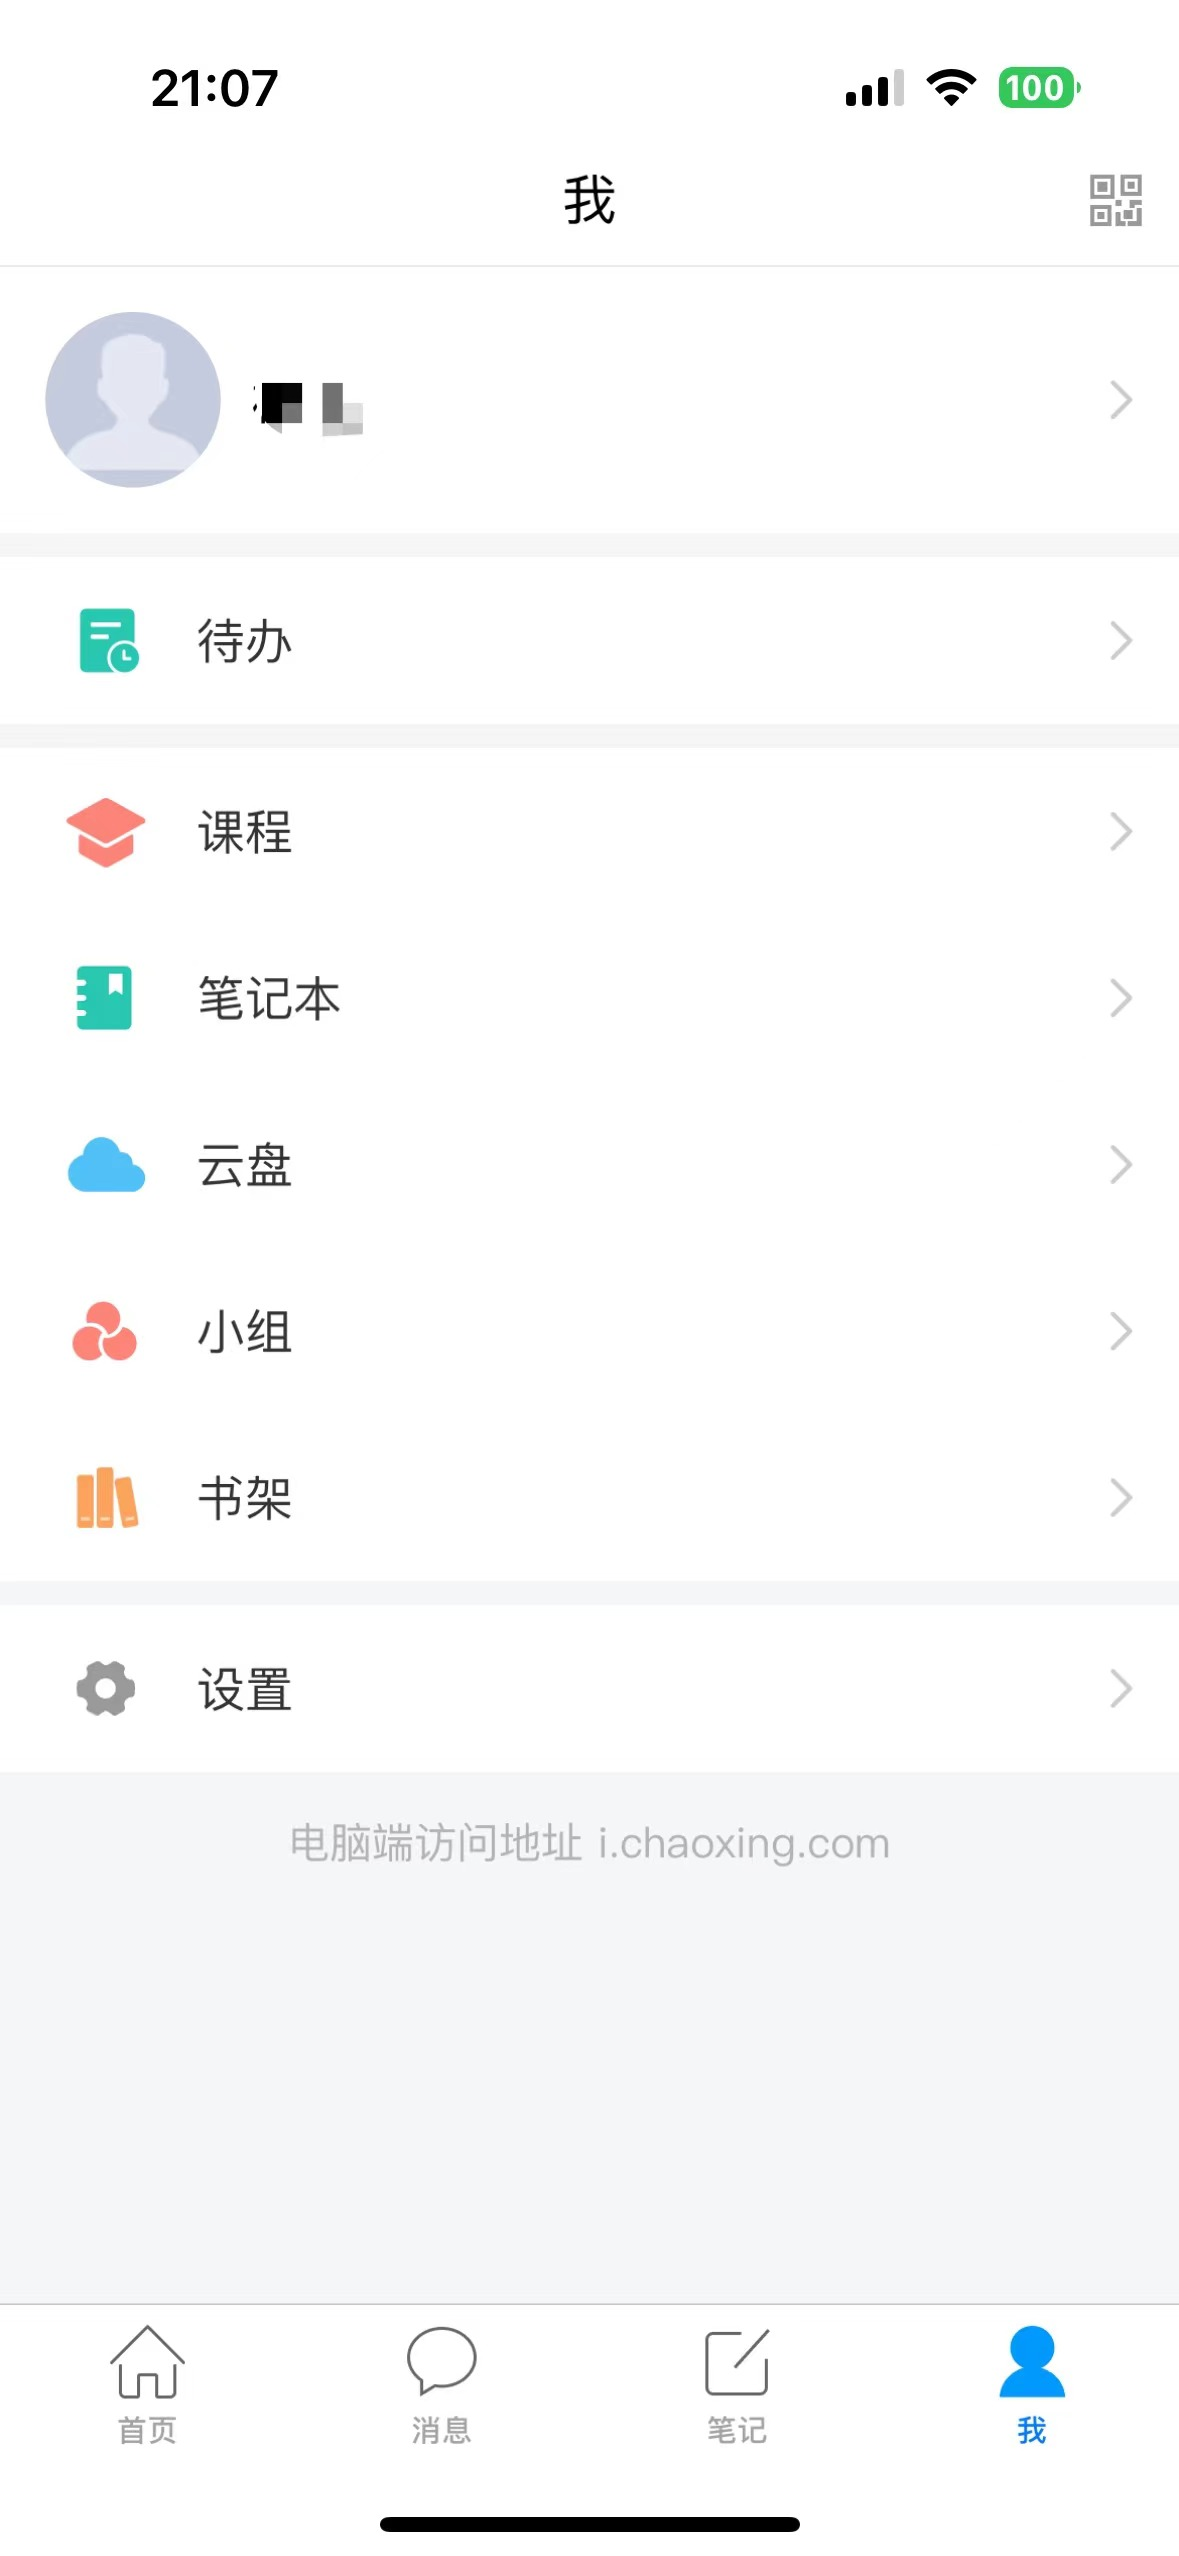 21:07
100
我
待办
课程
笔记本
云盘
小组
书架
设置
电脑端访问地址 i.chaoxing.com
首页
消息
笔记
我